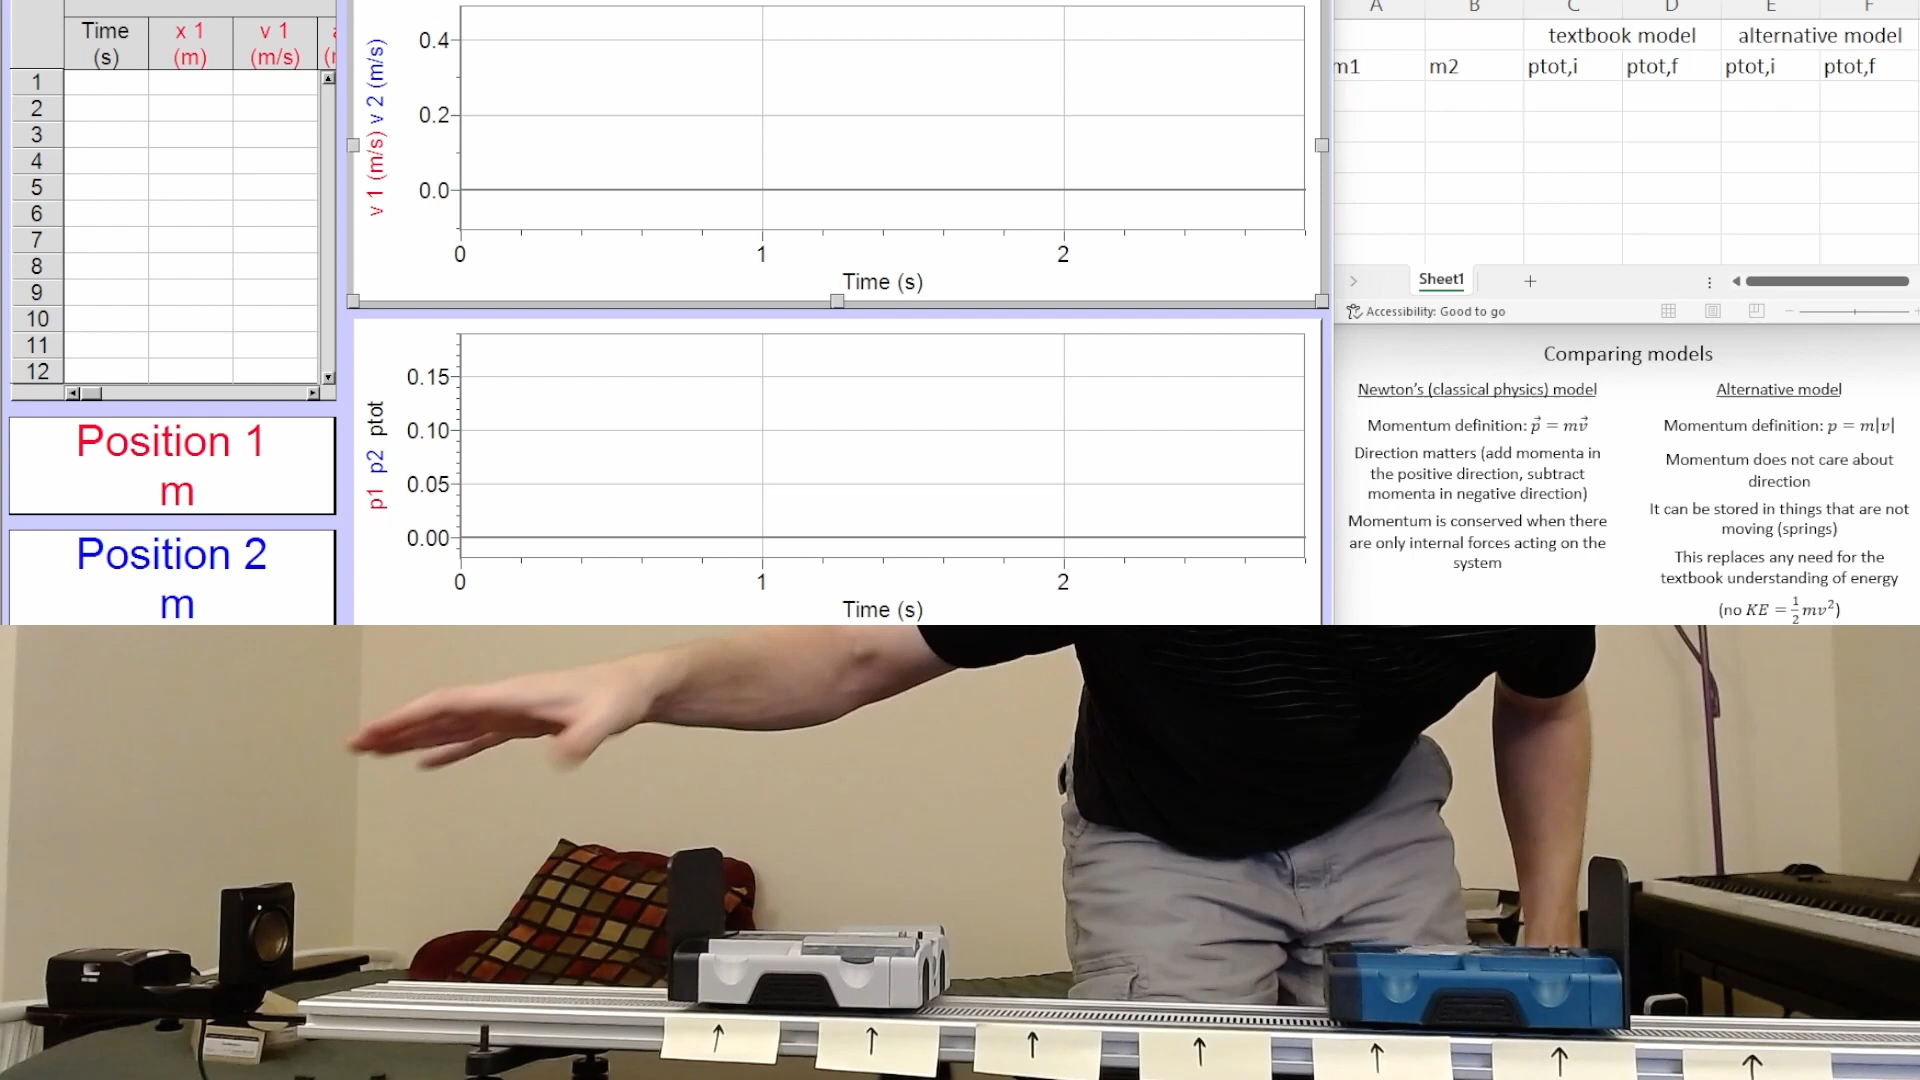 Time x 1 v 1
(s) (m) (m/s)
1
2
3
4
5
6
7
8
9
10
11
12
Position 1
m
Position 2
m
v 1 (m/s) v 2 (m/s)
0.4
0.2
0.0
0 1 2
Time (s)
p1 p2 ptot
0.15
0.10
0.05
0.00
0 1 2
Time (s)
A B C D E F
textbook model alternative model
m1 m2 ptot,i ptot,f ptot,i ptot,f
Sheet1
Accessibility: Good to go
Comparing models
Newton's (classical physics) model
Momentum definition: p⃗ = mv⃗
Direction matters (add momenta in
the positive direction, subtract
momenta in negative direction)
Momentum is conserved when there
are only internal forces acting on the
system
Alternative model
Momentum definition: p = m|v|
Momentum does not care about
direction
It can be stored in things that are not
moving (springs)
This replaces any need for the
textbook understanding of energy
(no KE = 1/2 mv²)